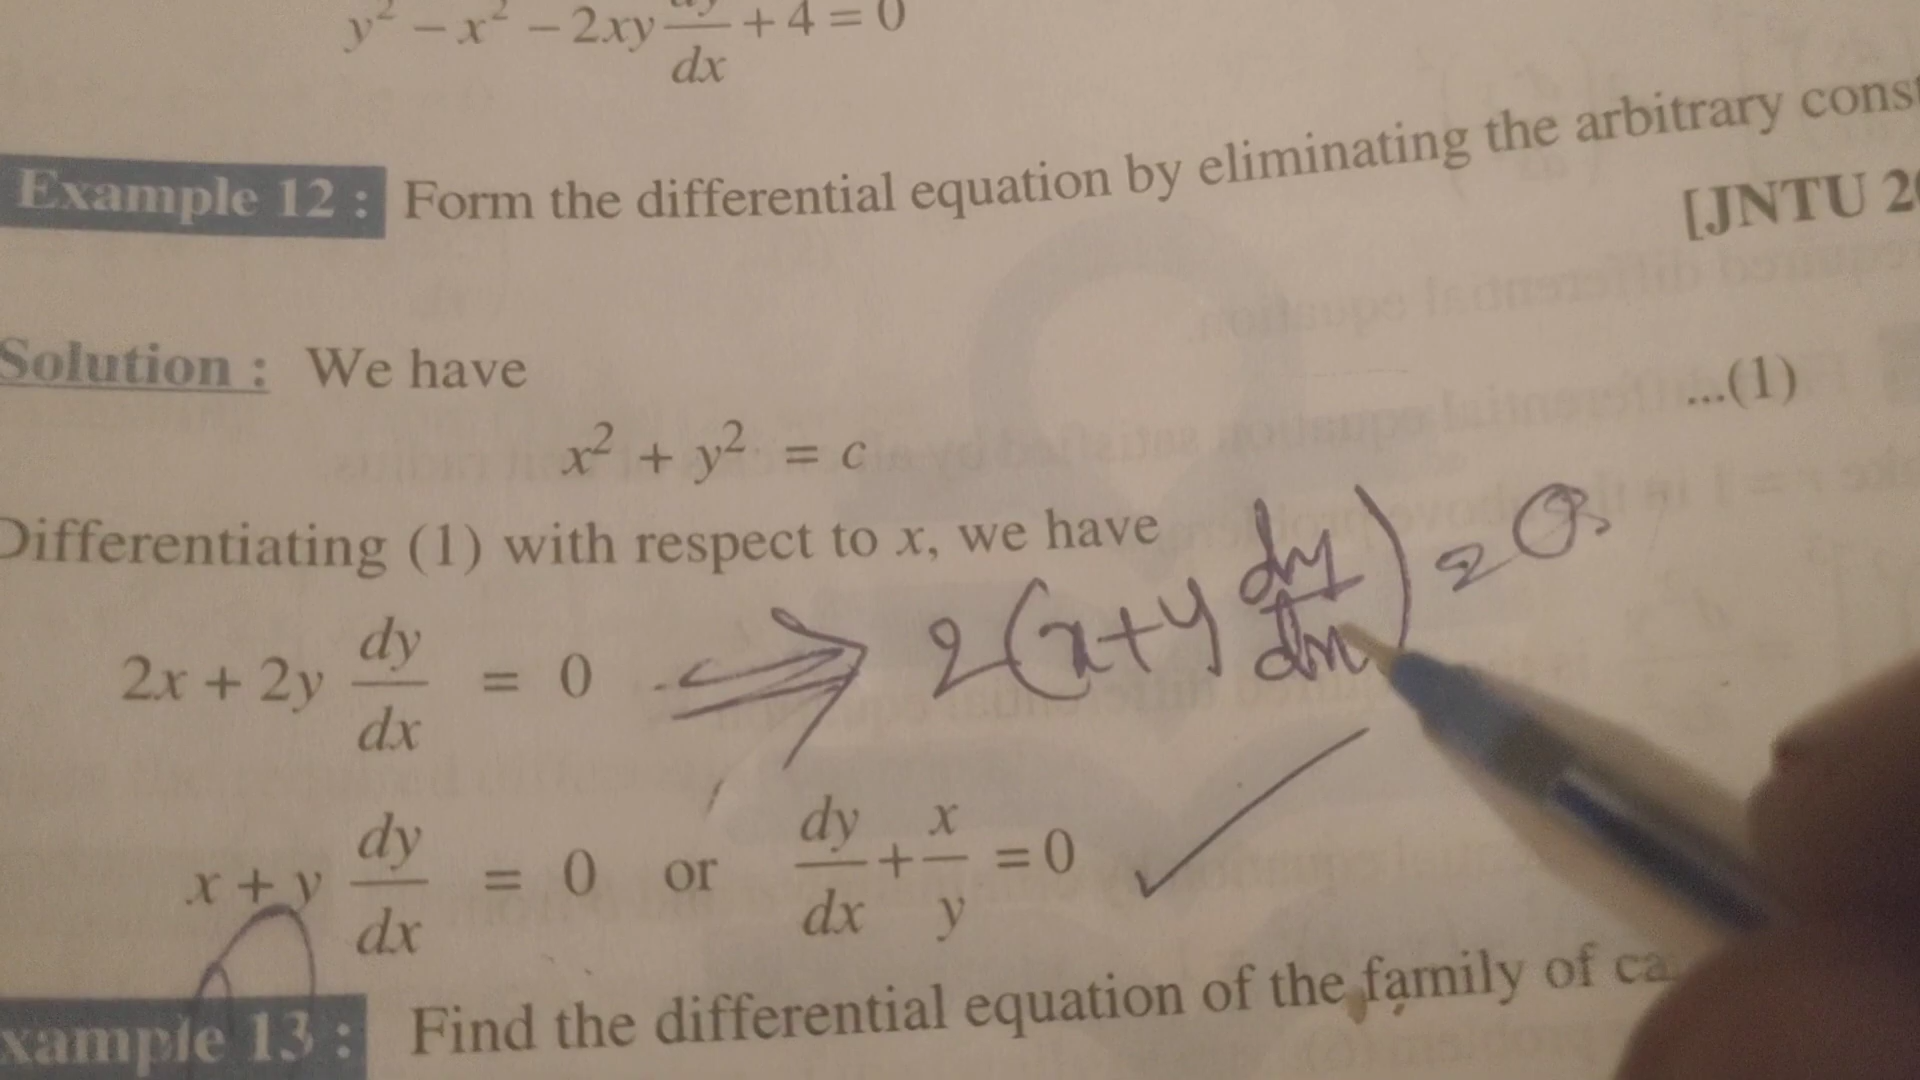 y² − x² − 2xy dy/dx + 4 = 0
Example 12 : Form the differential equation by eliminating the arbitrary
[JNTU
Solution : We have
x² + y² = c ...(1)
Differentiating (1) with respect to x, we have
2x + 2y dy/dx = 0 ⇒ 2(x+y dy/dx) = 0
x + y dy/dx = 0 or dy/dx + x/y = 0 ✓
xample 13 : Find the differential equation of the family of